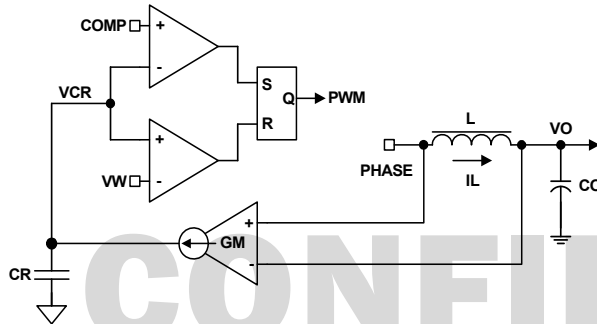 COMP
+
-
VCR
S
Q
PWM
R
+
-
VW
L
VO
PHASE
IL
CO
+
GM
-
CR
CONFI